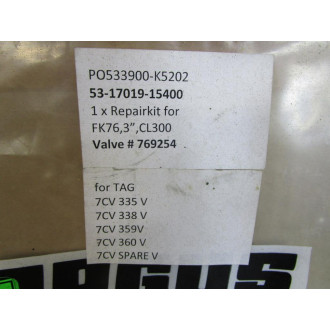 PO533900-K5202
53-17019-15400
1 x Repairkit for
FK76,3”,CL300
Valve # 769254
for TAG
7CV 335 V
7CV 338 V
7CV 359V
7CV 360 V
7CV SPARE V